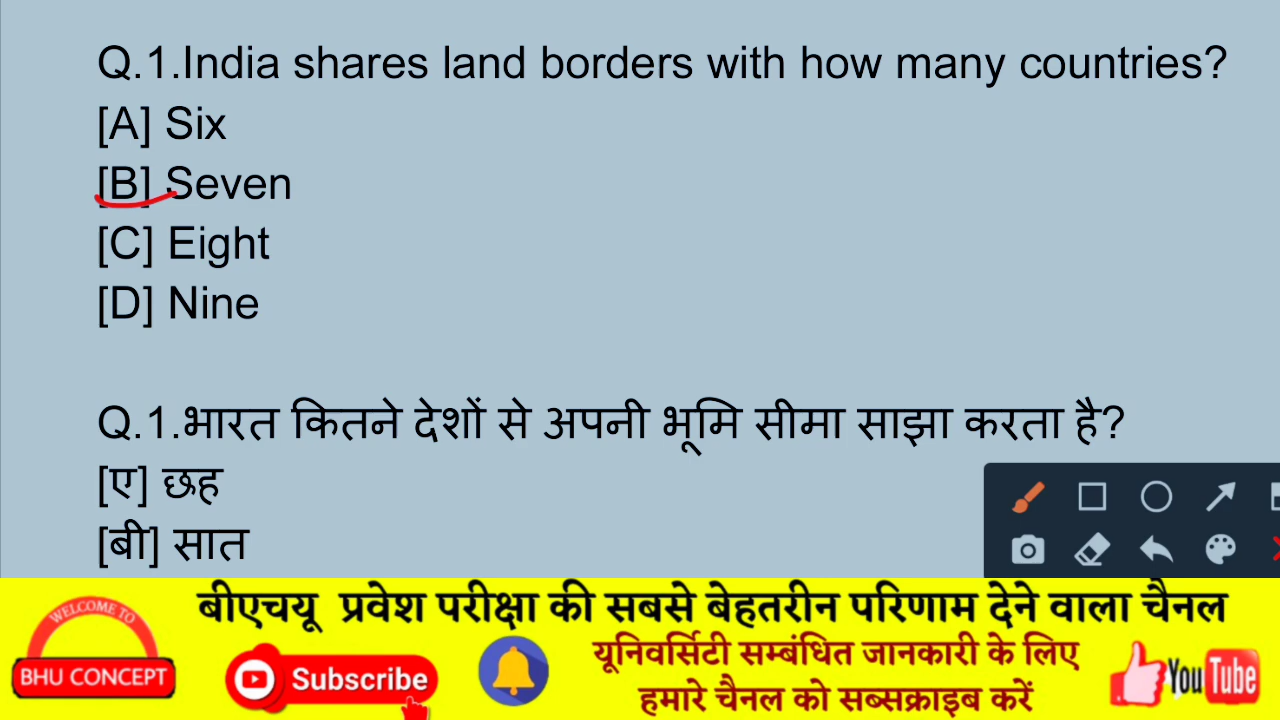 Q.1.India shares land borders with how many countries?
[A] Six
[B] Seven
[C] Eight
[D] Nine
Q.1.भारत कितने देशों से अपनी भूमि सीमा साझा करता है?
[ए] छह
[बी] सात
बीएचयू प्रवेश परीक्षा की सबसे बेहतरीन परिणाम देने वाला चैनल
WELCOME TO
BHU CONCEPT
Subscribe
यूनिवर्सिटी सम्बंधित जानकारी के लिए
हमारे चैनल को सब्सक्राइब करें
YouTube